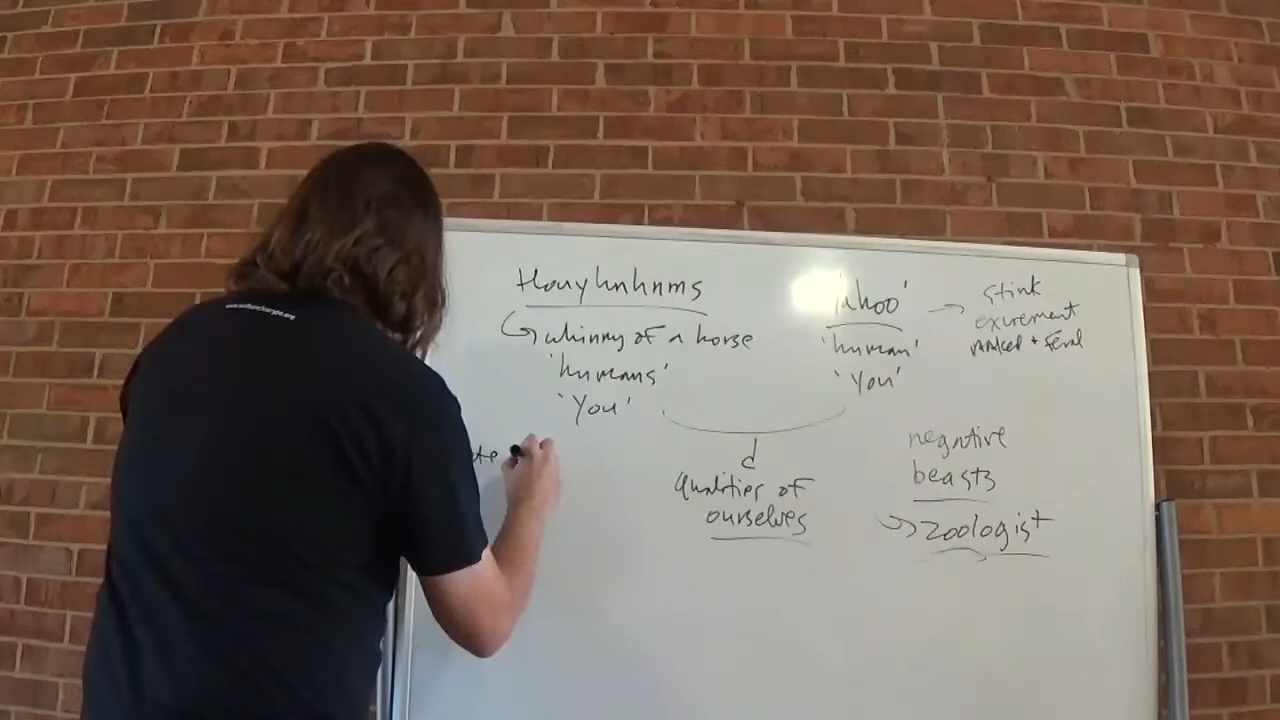 Houyhnhnms
↳ whinny of a horse
'humans'
'You'
'Yahoo' → stink
excrement
naked + feral
'human'
'You'
Qualities of
ourselves
negative
beasts
↳ zoologist